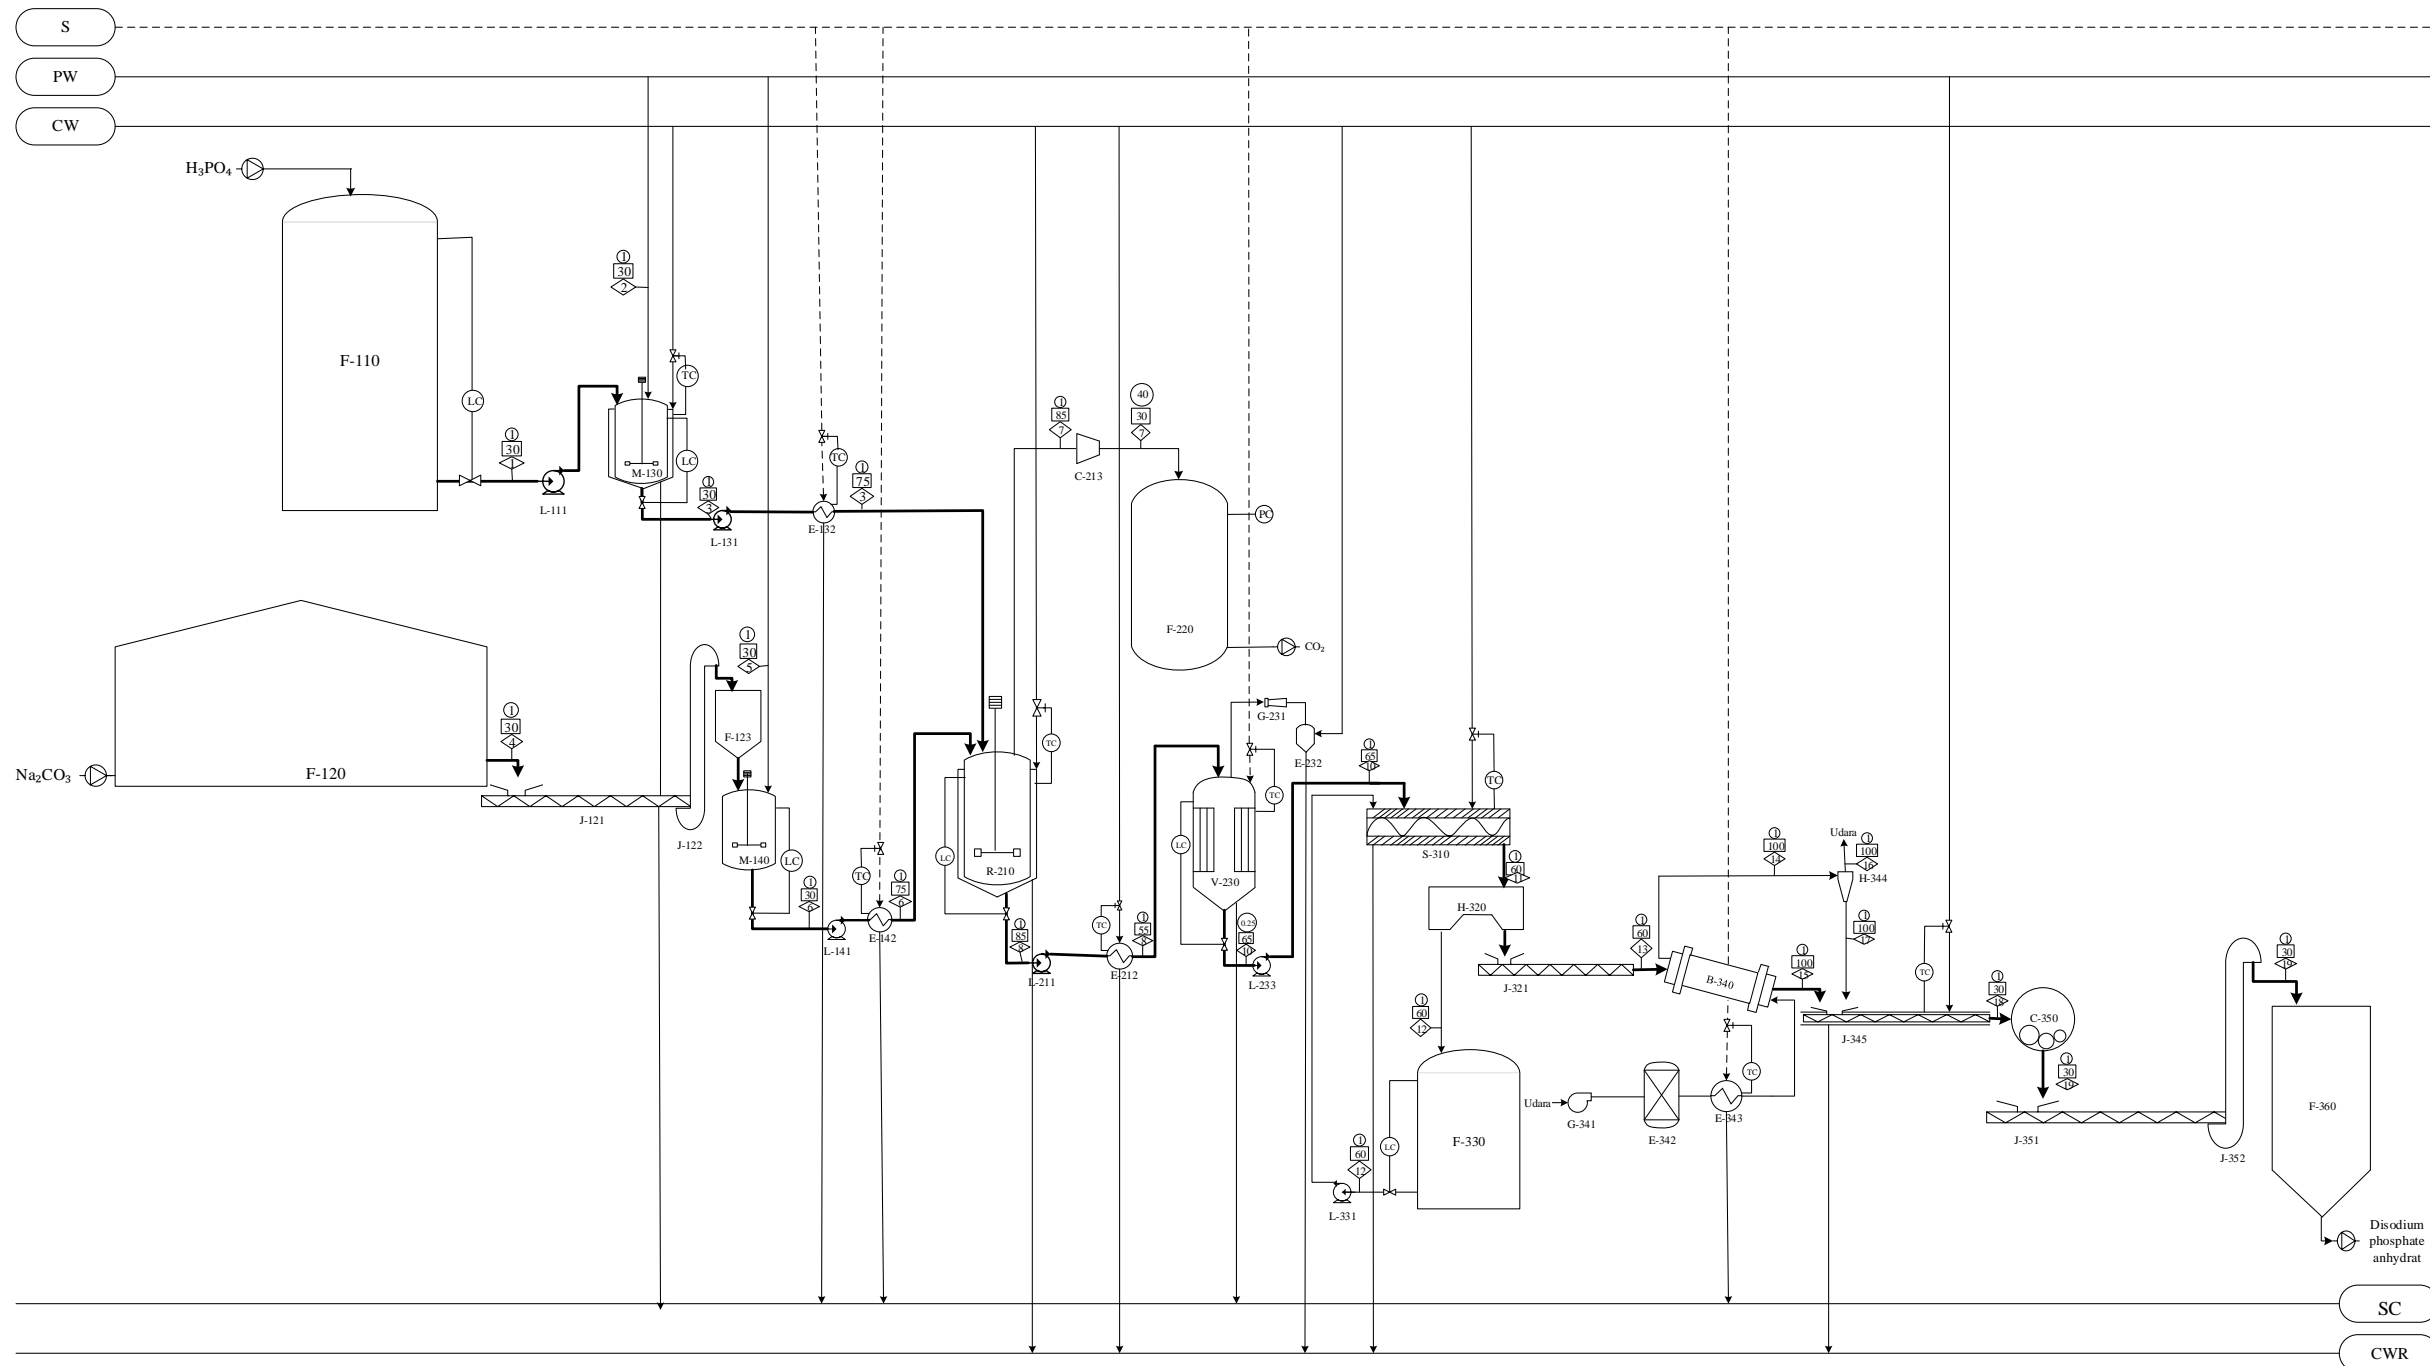 S
PW
CW
H₃PO₄
F-110
LC
1
30
1
L-111
1
30
2
TC
M-130
LC
1
30
3
L-131
TC
E-132
1
75
3
Na₂CO₃
F-120
1
30
4
J-121
J-122
1
30
5
F-123
M-140
LC
1
30
6
L-141
TC
E-142
1
75
6
1
85
7
C-213
40
30
7
F-220
PC
CO₂
TC
LC
R-210
1
85
8
L-211
TC
E-212
1
55
8
G-231
E-232
TC
LC
V-230
0.25
65
10
L-233
1
65
10
TC
S-310
1
60
11
H-320
J-321
1
60
12
F-330
LC
1
60
12
L-331
1
60
13
B-340
1
100
14
Udara
1
100
16
H-344
1
100
17
1
100
15
Udara
G-341
E-342
TC
E-343
TC
J-345
1
30
18
C-350
1
30
19
J-351
J-352
1
30
19
F-360
Disodium
phosphate
anhydrat
SC
CWR